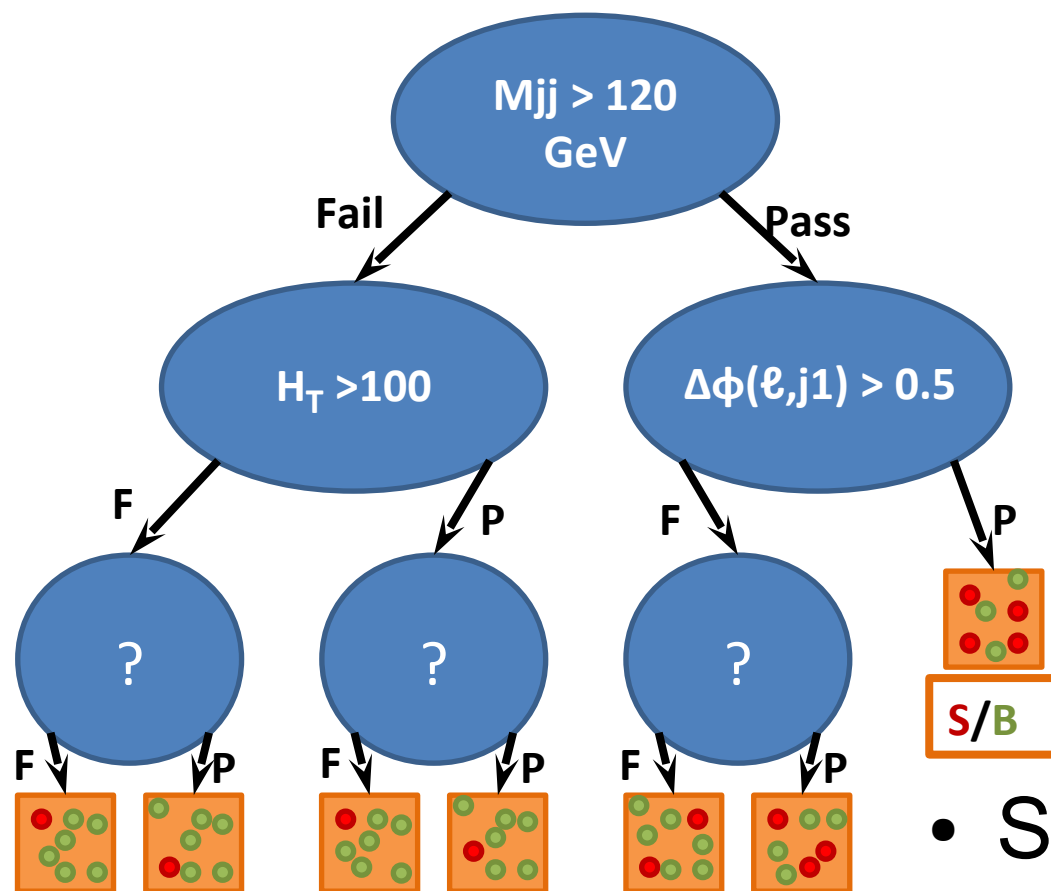 Mjj > 120
GeV
Fail
Pass
H_T >100
Δϕ(ℓ,j1) > 0.5
F
P
F
P
?
?
?
S/B
F
P
F
P
F
P
• S